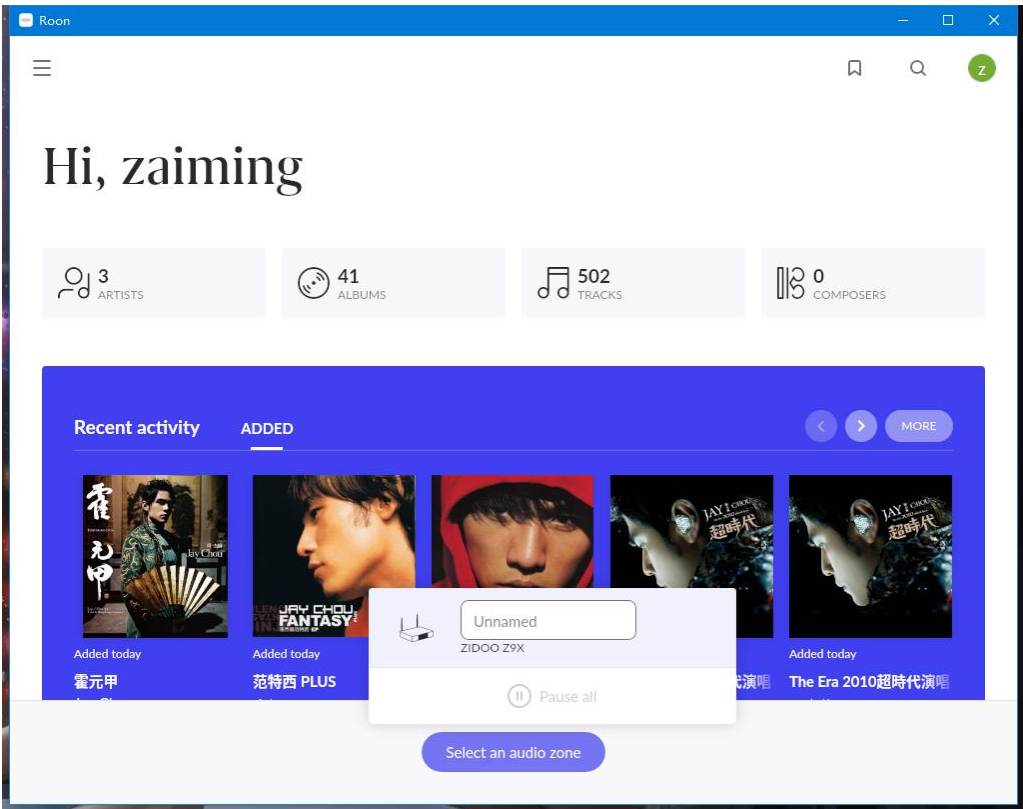 Roon
z
Hi, zaiming
3
ARTISTS
41
ALBUMS
502
TRACKS
0
COMPOSERS
Recent activity
ADDED
MORE
霍元甲
Jay Chou
JAY CHOU
FANTASY
JAY CHOU
超時代
JAY CHOU
超時代
Added today
Added today
Added today
霍元甲
范特西 PLUS
代演唱
The Era 2010超時代演唱
Unnamed
ZIDOO Z9X
Pause all
Select an audio zone